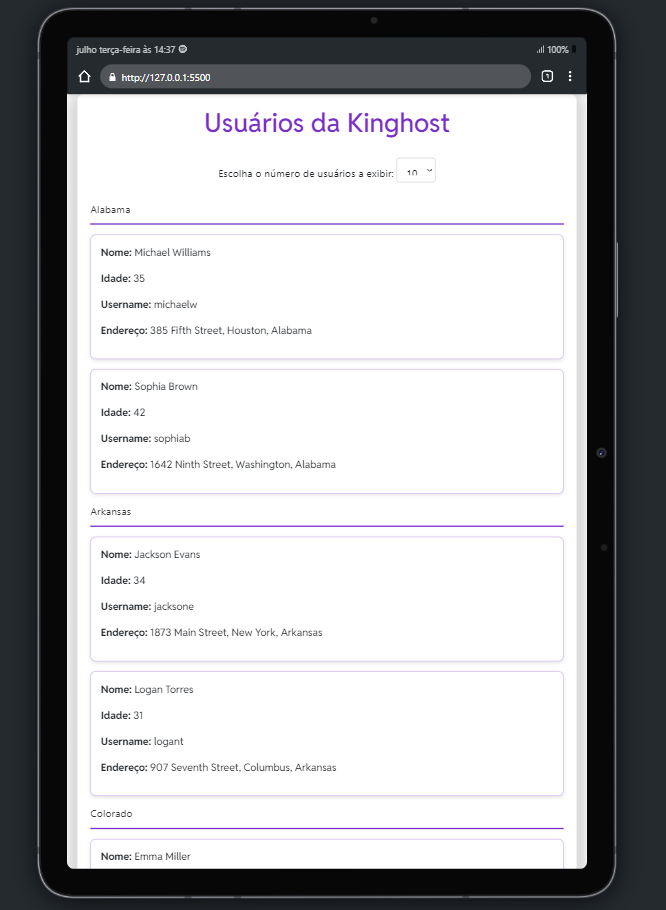 julho terça-feira às 14:37
100%
http://127.0.0.1:5500
1
Usuários da Kinghost
Escolha o número de usuários a exibir: 10
Alabama
Nome: Michael Williams
Idade: 35
Username: michaelw
Endereço: 385 Fifth Street, Houston, Alabama
Nome: Sophia Brown
Idade: 42
Username: sophiab
Endereço: 1642 Ninth Street, Washington, Alabama
Arkansas
Nome: Jackson Evans
Idade: 34
Username: jacksone
Endereço: 1873 Main Street, New York, Arkansas
Nome: Logan Torres
Idade: 31
Username: logant
Endereço: 907 Seventh Street, Columbus, Arkansas
Colorado
Nome: Emma Miller